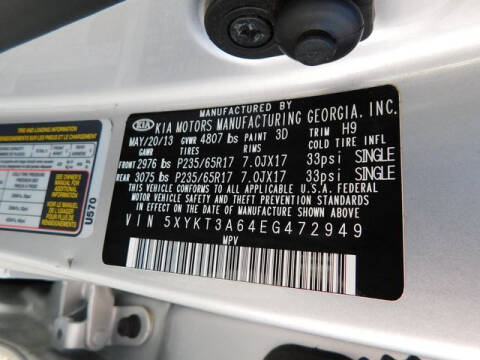 MANUFACTURED BY
KIA KIA MOTORS MANUFACTURING GEORGIA, INC.
MAY/20/13 GVWR 4807 lbs PAINT 3D TRIM H9
GAWR TIRES RIMS COLD TIRE INFL
FRONT 2976 lbs P235/65R17 7.0JX17 33psi SINGLE
REAR 3075 lbs P235/65R17 7.0JX17 33psi SINGLE
THIS VEHICLE CONFORMS TO ALL APPLICABLE U.S.A. FEDERAL
MOTOR VEHICLE SAFETY, BUMPER, AND THEFT PREVENTION
STANDARDS IN EFFECT ON THE DATE OF MANUFACTURE SHOWN ABOVE.
VIN 5XYKT3A64EG472949
MPV
U570